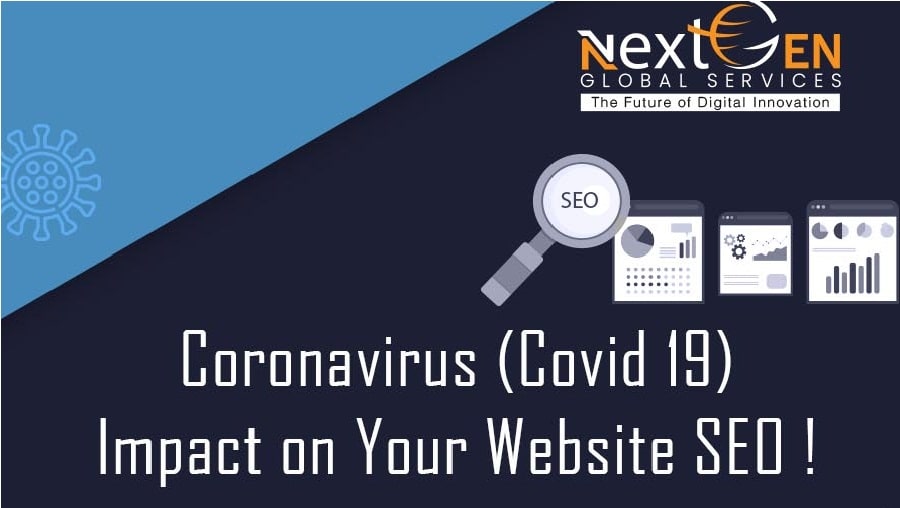 NextGen
GLOBAL SERVICES
The Future of Digital Innovation
SEO
Coronavirus (Covid 19)
Impact on Your Website SEO !